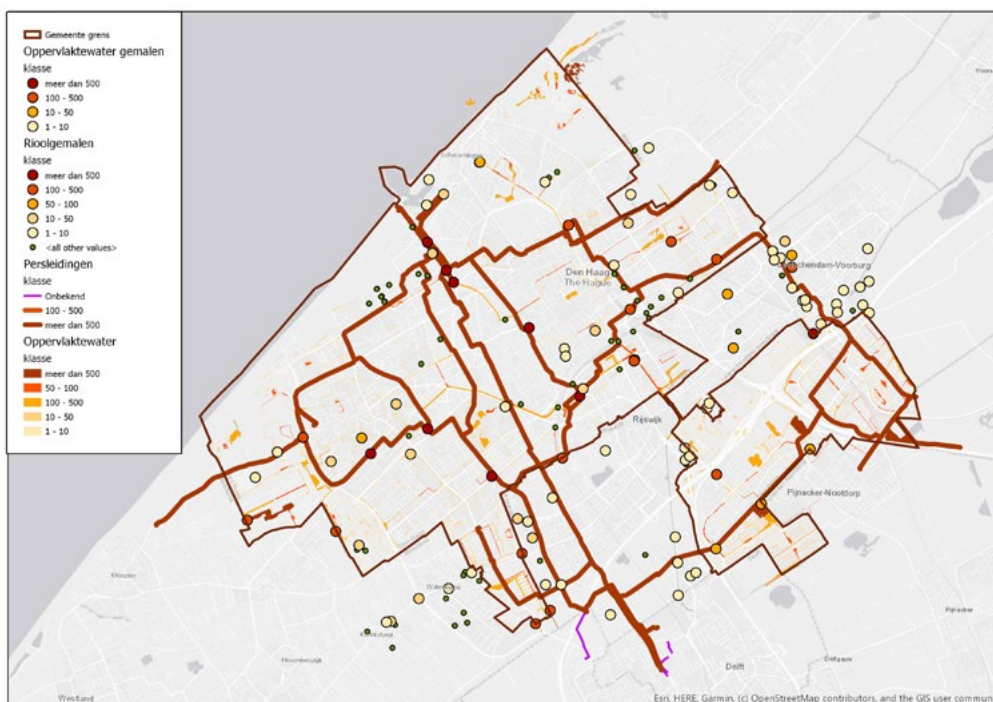 Gemeente grens
Oppervlaktewater gemalen
klasse
meer dan 500
100 - 500
10 - 50
1 - 10
Rioolgemalen
klasse
meer dan 500
100 - 500
50 - 100
10 - 50
1 - 10
<all other values>
Persleidingen
klasse
Onbekend
100 - 500
meer dan 500
Oppervlaktewater
klasse
meer dan 500
50 - 100
100 - 500
10 - 50
1 - 10
Den Haag
The Hague
Rijswijk
Pijnacker-Nootdorp
Monster
Pijnacker
Delft
Westland
Esri, HERE, Garmin, (c) OpenStreetMap contributors, and the GIS user commun